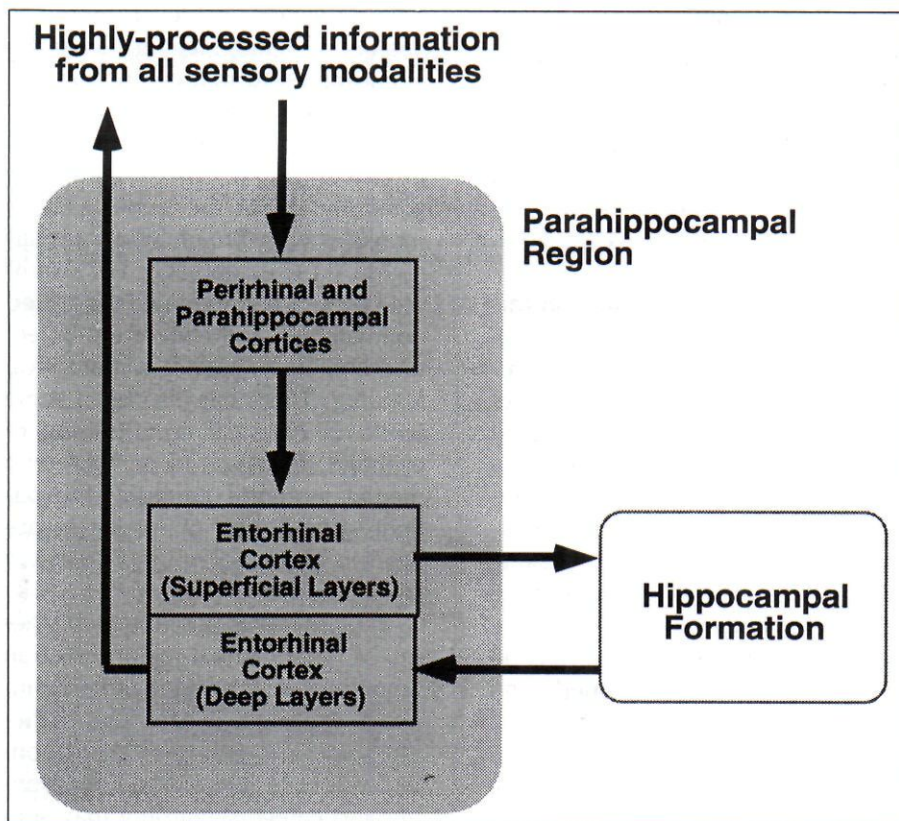 Highly-processed information
from all sensory modalities
Parahippocampal
Region
Perirhinal and
Parahippocampal
Cortices
Entorhinal
Cortex
(Superficial Layers)
Entorhinal
Cortex
(Deep Layers)
Hippocampal
Formation